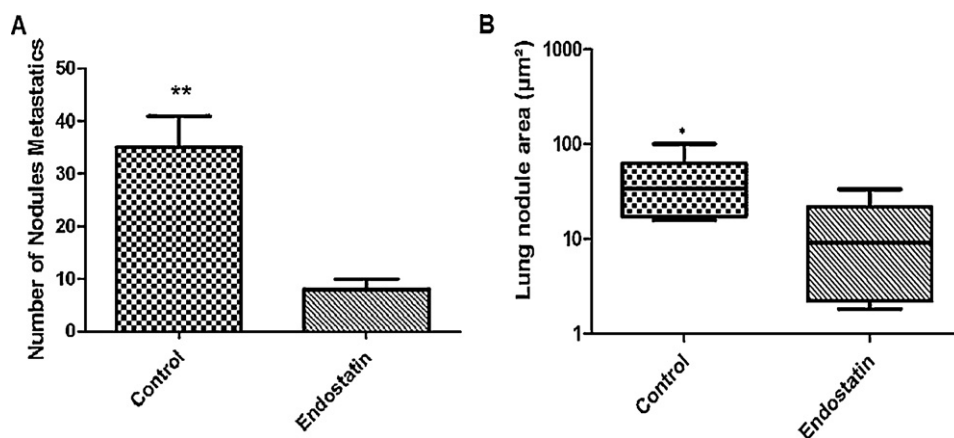 A
Number of Nodules Metastatics
50
40
30
20
10
0
**
Control
Endostatin
B
Lung nodule area (µm²)
1000
100
10
1
*
Control
Endostatin